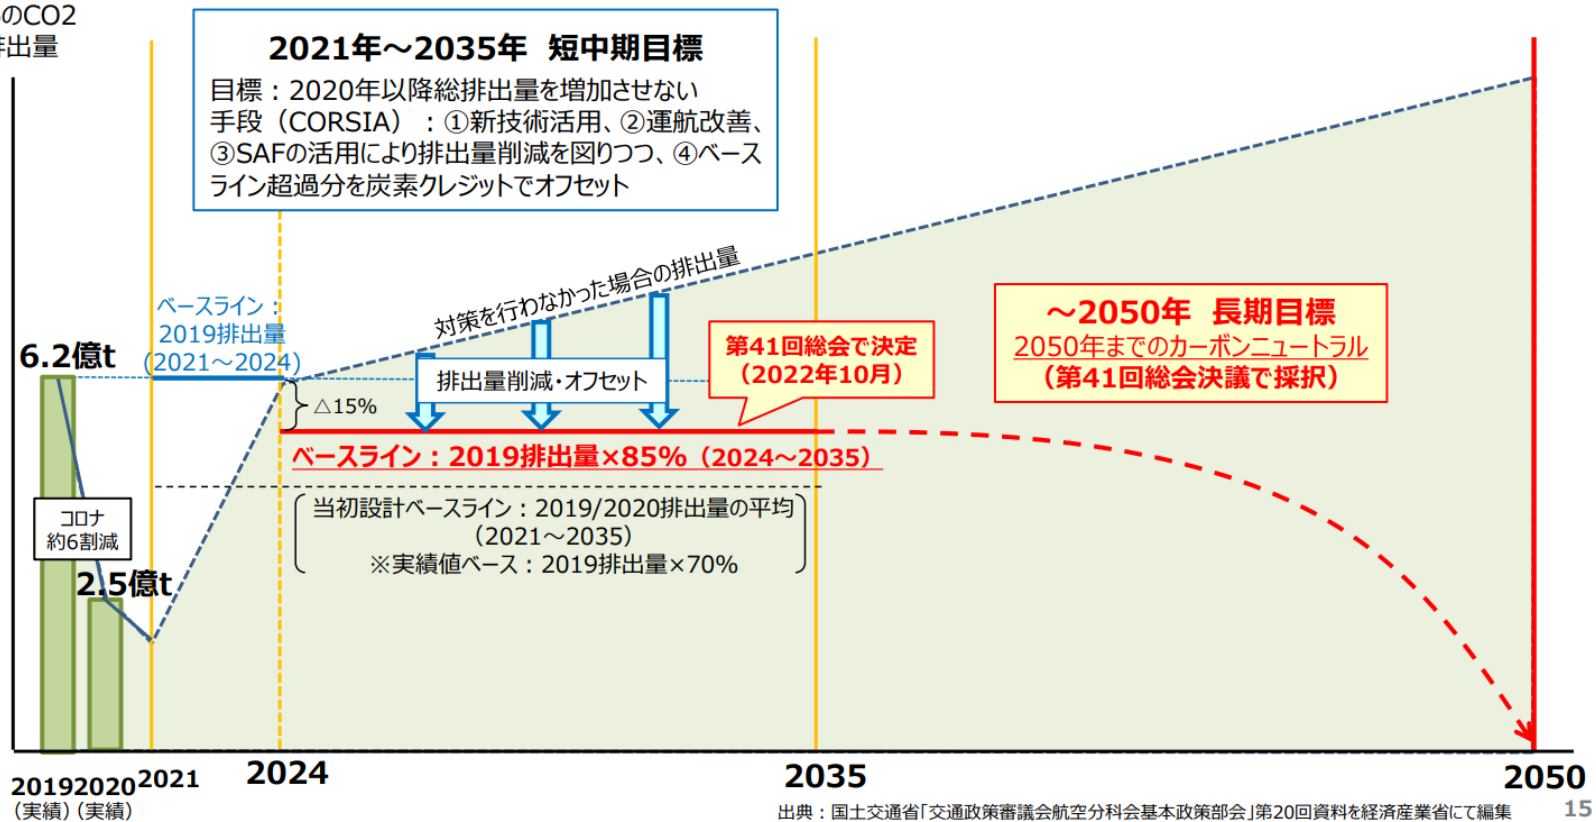 のCO2
出量
2021年～2035年 短中期目標
目標：2020年以降総排出量を増加させない
手段（CORSIA）：①新技術活用、②運航改善、
③SAFの活用により排出量削減を図りつつ、④ベース
ライン超過分を炭素クレジットでオフセット
対策を行わなかった場合の排出量
ベースライン：
2019排出量
（2021～2024）
6.2億t
排出量削減・オフセット
△15%
第41回総会で決定
（2022年10月）
～2050年 長期目標
2050年までのカーボンニュートラル
（第41回総会決議で採択）
ベースライン：2019排出量×85%（2024～2035）
当初設計ベースライン：2019/2020排出量の平均
（2021～2035）
※実績値ベース：2019排出量×70%
コロナ
約6割減
2.5億t
2019
（実績）
2020
（実績）
2021
2024
2035
2050
出典：国土交通省「交通政策審議会航空分科会基本政策部会」第20回資料を経済産業省にて編集
15